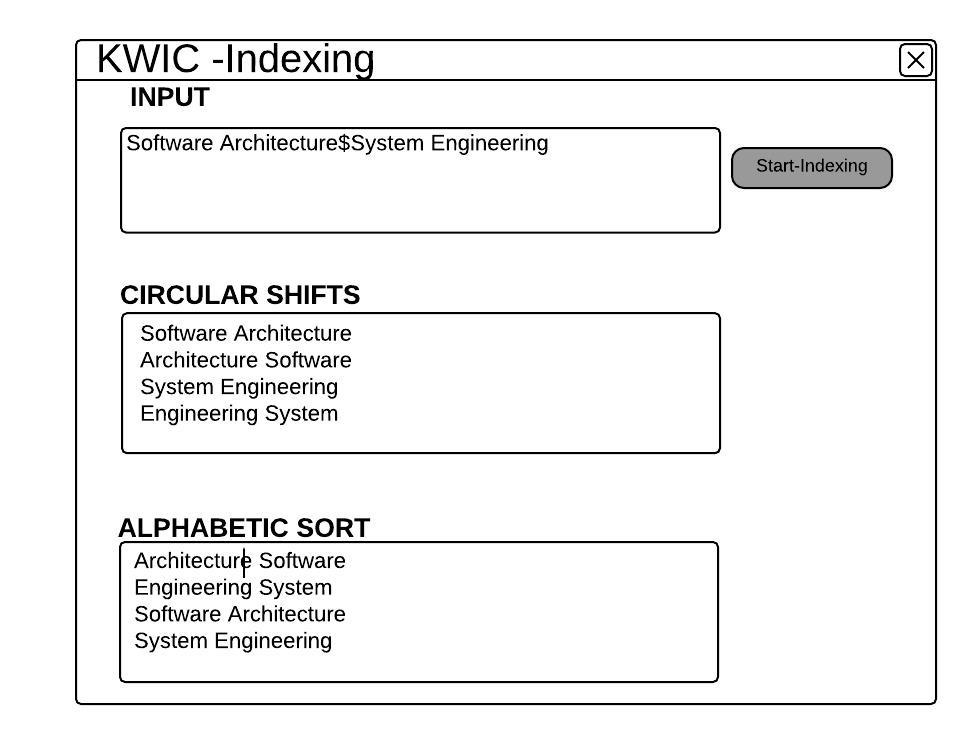 KWIC -Indexing
INPUT
Software Architecture$System Engineering
Start-Indexing
CIRCULAR SHIFTS
Software Architecture
Architecture Software
System Engineering
Engineering System
ALPHABETIC SORT
Architecture Software
Engineering System
Software Architecture
System Engineering